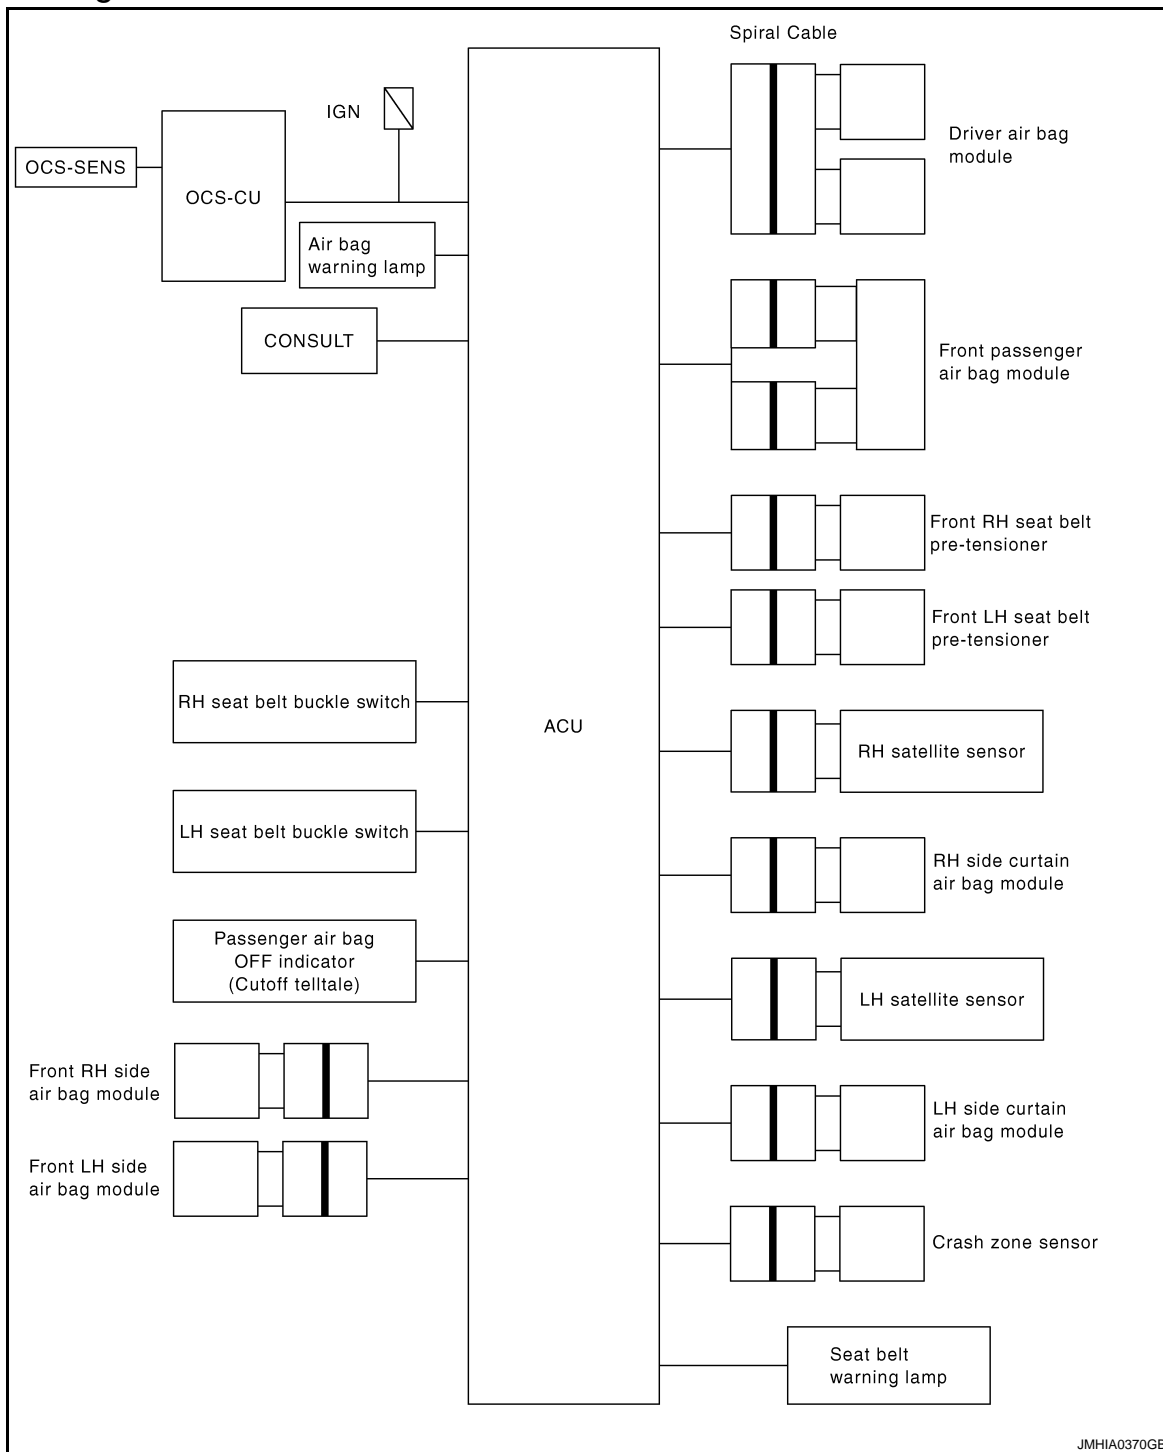 Spiral Cable
IGN
OCS-SENS
OCS-CU
Driver air bag
module
Air bag
warning lamp
CONSULT
Front passenger
air bag module
Front RH seat belt
pre-tensioner
Front LH seat belt
pre-tensioner
RH seat belt buckle switch
ACU
RH satellite sensor
LH seat belt buckle switch
RH side curtain
air bag module
Passenger air bag
OFF indicator
(Cutoff telltale)
LH satellite sensor
Front RH side
air bag module
LH side curtain
air bag module
Front LH side
air bag module
Crash zone sensor
Seat belt
warning lamp
JMHIA0370GB